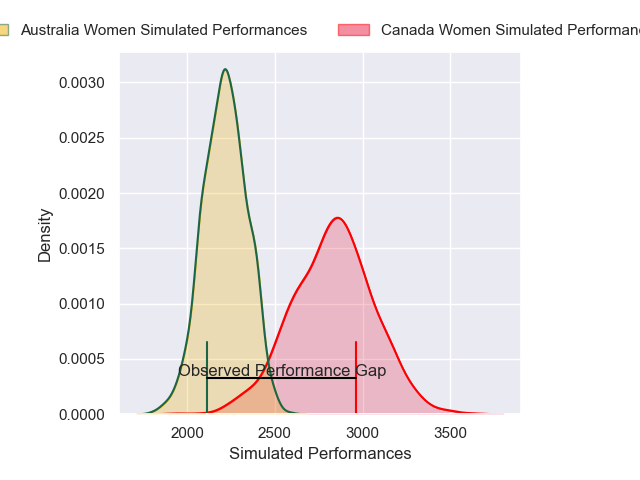 Australia Women Simulated Performances
Canada Women Simulated
0.0030
0.0025
0.0020
0.0015
0.0010
0.0005
0.0000
Density
Observed Performance Gap
2000 2500 3000 3500
Simulated Performances